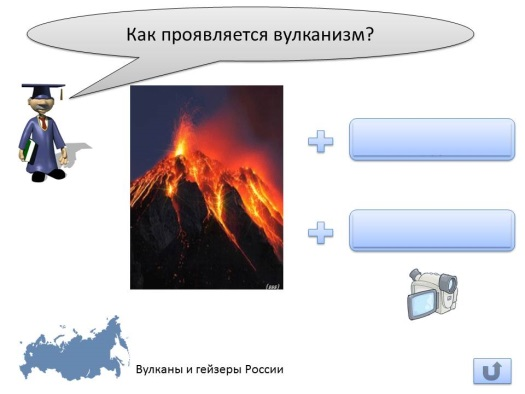 Как проявляется вулканизм?
Вулканы и гейзеры России